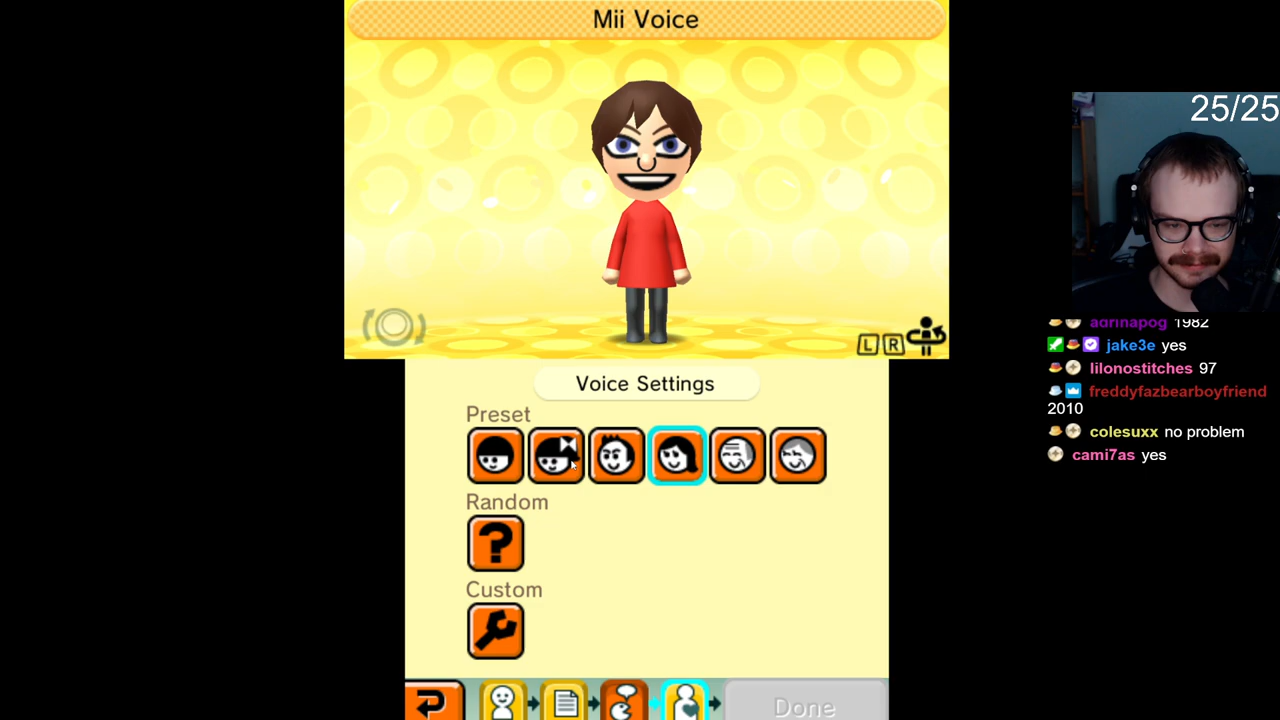 Mii Voice
25/25
L R
adrinapog 1982
jake3e yes
lilonostitches 97
freddyfazbearboyfriend
2010
colesuxx no problem
cami7as yes
Voice Settings
Preset
Random
?
Custom
Done